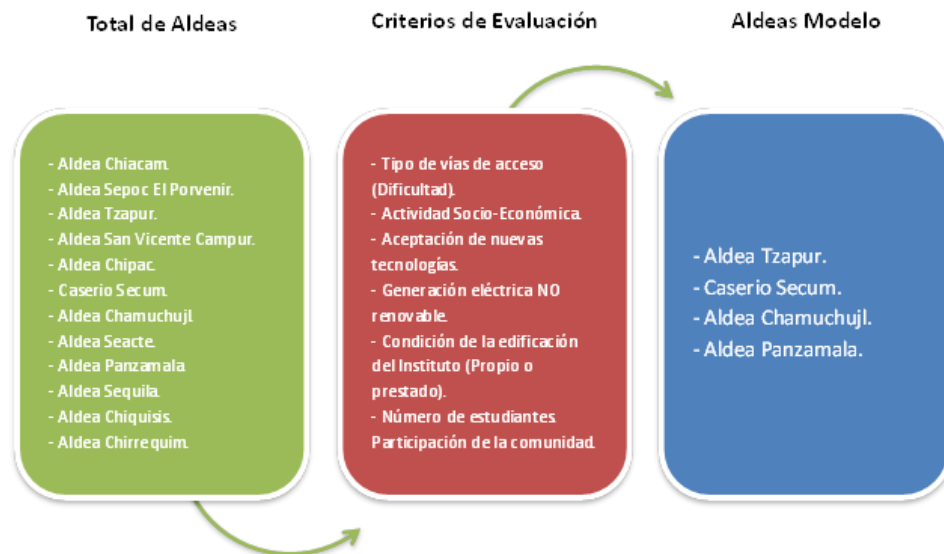 Total de Aldeas
Criterios de Evaluación
Aldeas Modelo
- Aldea Chiacam.
- Aldea Sepoc El Porvenir.
- Aldea Tzapur.
- Aldea San Vicente Campur.
- Aldea Chipac.
- Caserio Secum.
- Aldea Chamuchujl.
- Aldea Seacte.
- Aldea Panzamala.
- Aldea Sequila.
- Aldea Chiquisis.
- Aldea Chirrequim.
- Tipo de vías de acceso
(Dificultad).
- Actividad Socio-Económica.
- Aceptación de nuevas
tecnologías.
- Generación eléctrica NO
renovable.
- Condición de la edificación
del Instituto (Propio o
prestado).
- Número de estudiantes.
Participación de la comunidad.
- Aldea Tzapur.
- Caserio Secum.
- Aldea Chamuchujl.
- Aldea Panzamala.